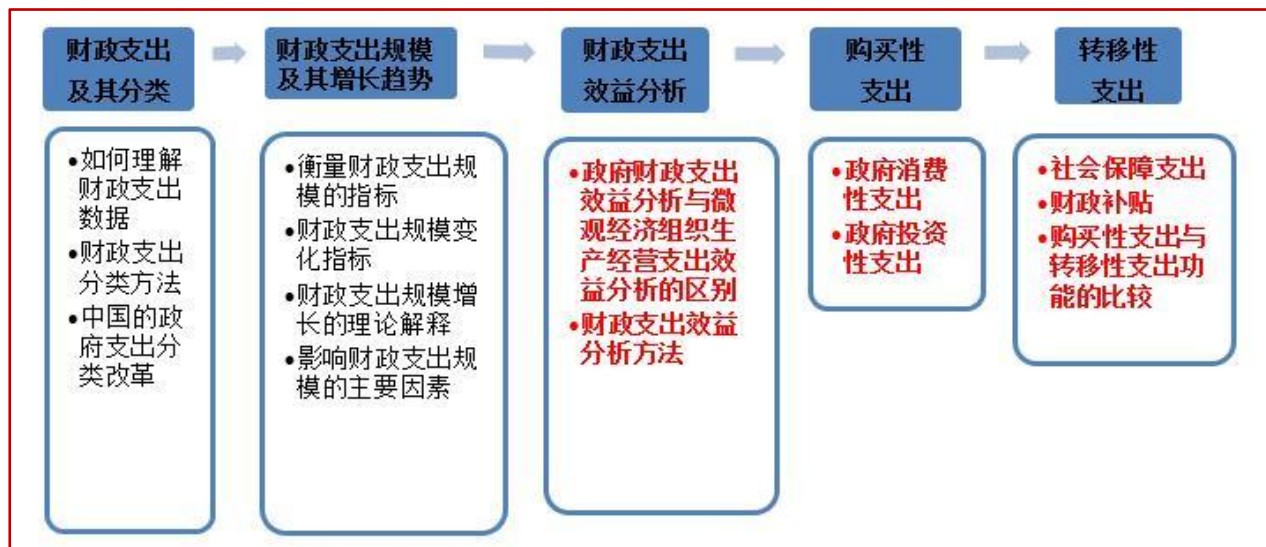 财政支出
及其分类
财政支出规模
及其增长趋势
财政支出
效益分析
购买性
支出
转移性
支出
•如何理解
财政支出
数据
•财政支出
分类方法
•中国的政
府支出分
类改革
•衡量财政支出规
模的指标
•财政支出规模变
化指标
•财政支出规模增
长的理论解释
•影响财政支出规
模的主要因素
•政府财政支出
效益分析与微
观经济组织生
产经营支出效
益分析的区别
•财政支出效益
分析方法
•政府消费
性支出
•政府投资
性支出
•社会保障支出
•财政补贴
•购买性支出与
转移性支出功
能的比较